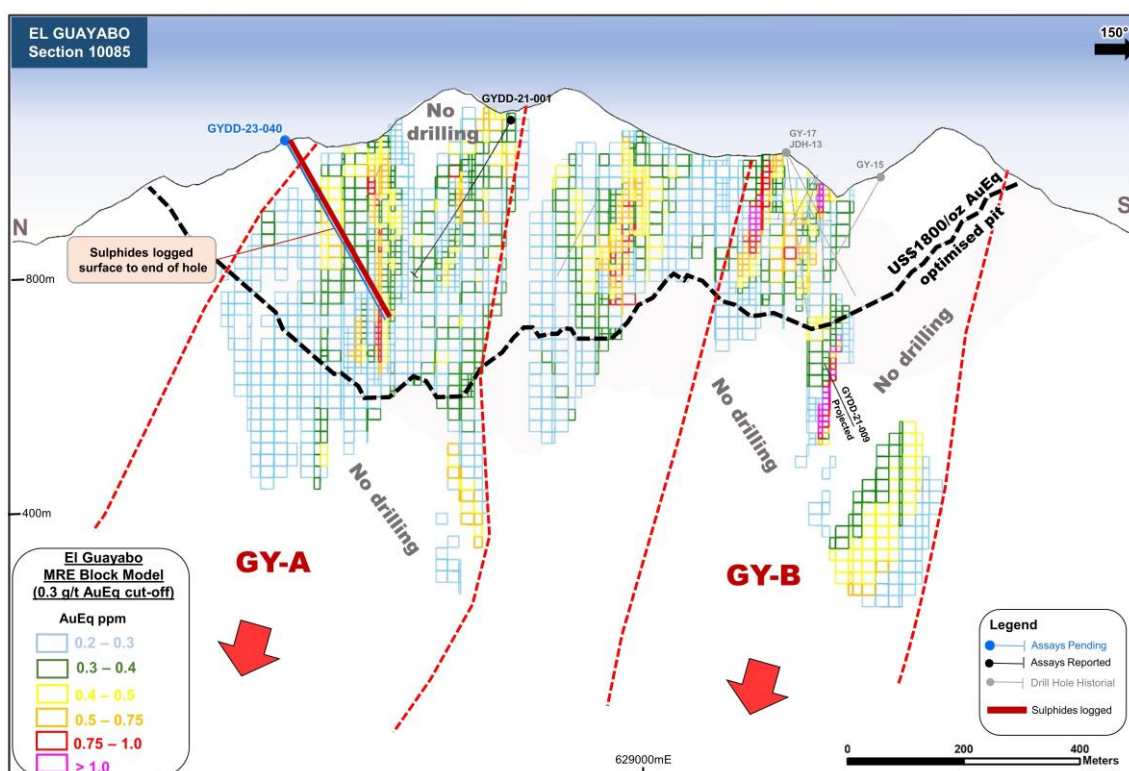 EL GUAYABO
Section 10085
150°
GYDD-21-001
No
drilling
GYDD-23-040
GY-17
JDH-13
GY-15
N
S
Sulphides logged
surface to end of hole
US$1800/oz AuEq
optimised pit
800m
No drilling
No drilling
No drilling
GYDD-21-009
Projected
400m
GY-A
GY-B
El Guayabo
MRE Block Model
(0.3 g/t AuEq cut-off)
AuEq ppm
0.2 – 0.3
0.3 – 0.4
0.4 – 0.5
0.5 – 0.75
0.75 – 1.0
> 1.0
Legend
Assays Pending
Assays Reported
Drill Hole Historial
Sulphides logged
629000mE
0 200 400
Meters